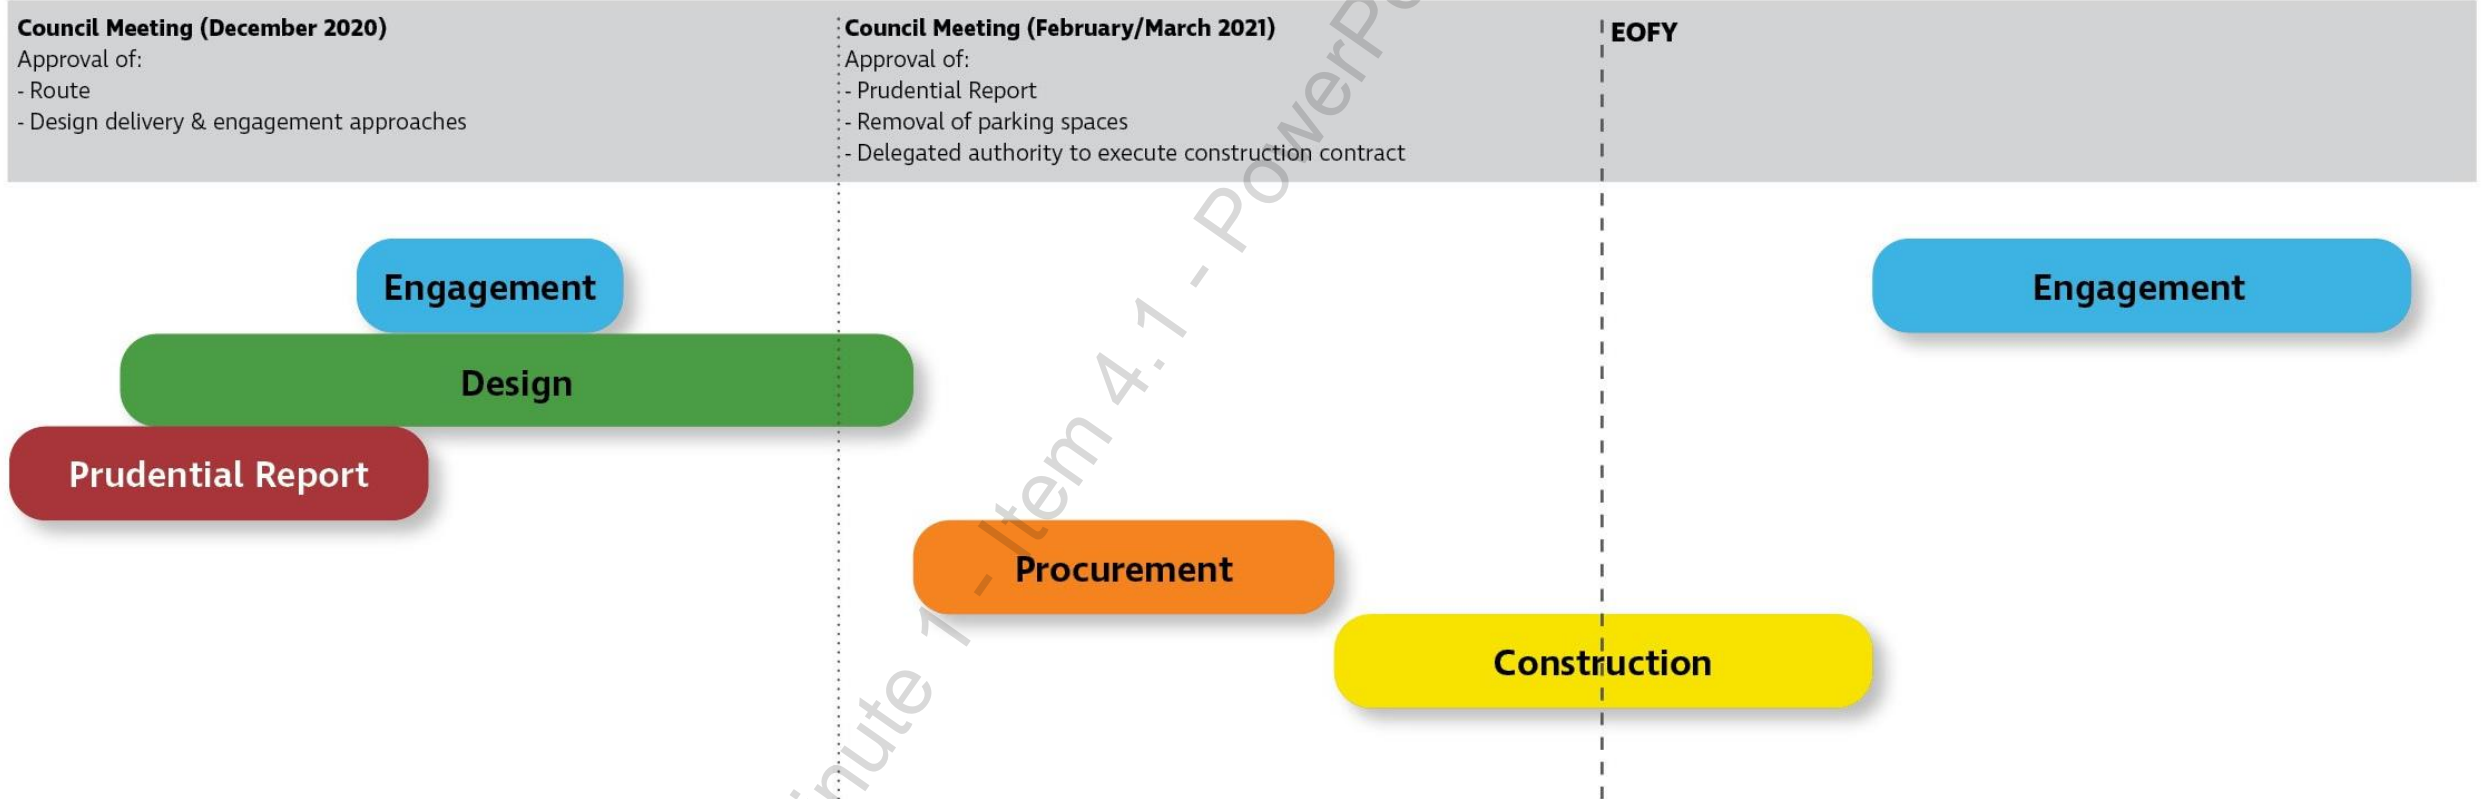 Council Meeting (December 2020)
Approval of:
- Route
- Design delivery & engagement approaches
Council Meeting (February/March 2021)
Approval of:
- Prudential Report
- Removal of parking spaces
- Delegated authority to execute construction contract
EOFY
Engagement
Engagement
Design
Prudential Report
Procurement
Construction
1 - Item 4.1 -